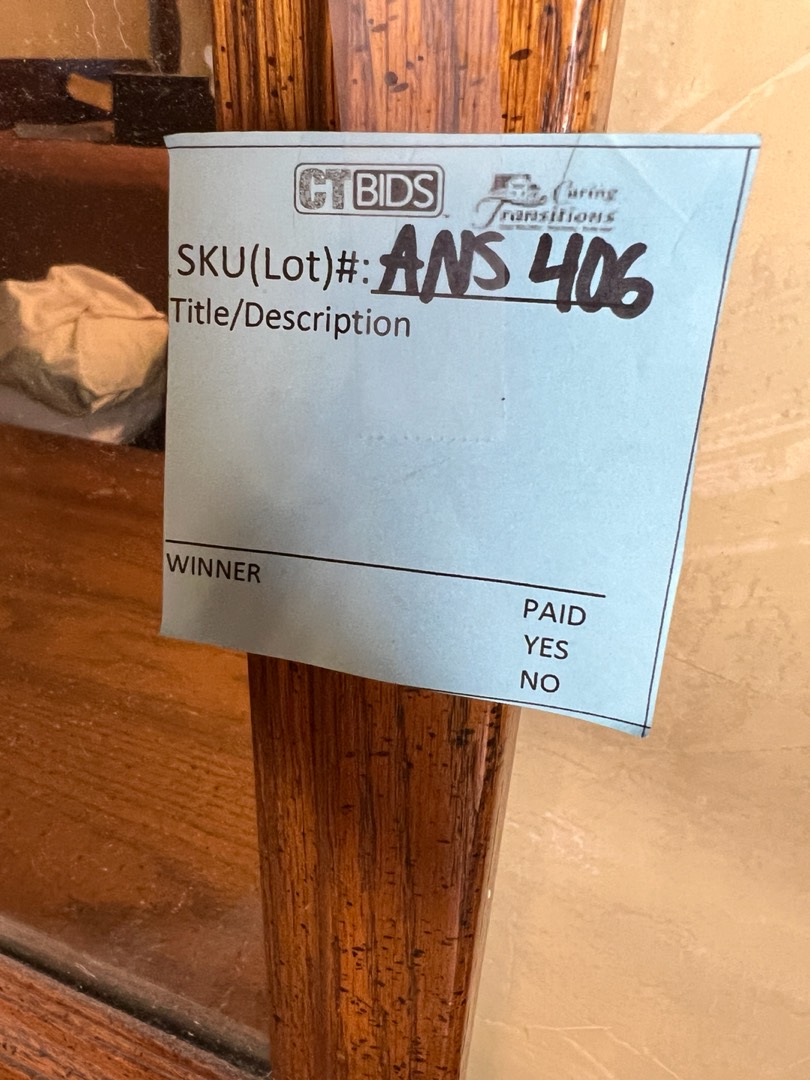 CTBIDS
Caring
Transitions
SKU(Lot)#: ANS 406
Title/Description
WINNER
PAID
YES
NO